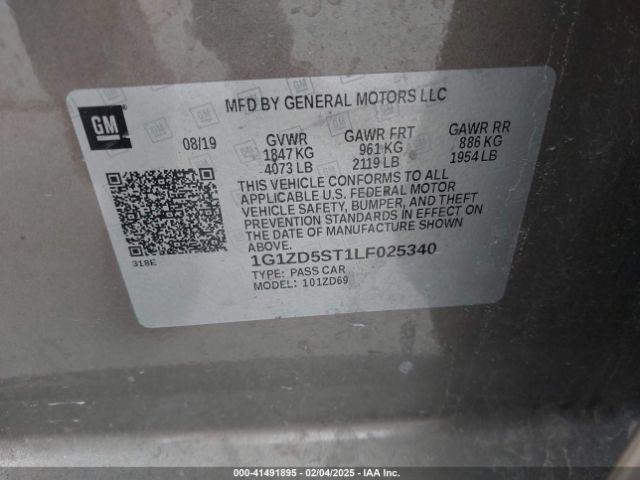 GM
MFD BY GENERAL MOTORS LLC
08/19
GVWR
1847 KG
4073 LB
GAWR FRT
961 KG
2119 LB
GAWR RR
886 KG
1954 LB
THIS VEHICLE CONFORMS TO ALL
APPLICABLE U.S. FEDERAL MOTOR
VEHICLE SAFETY, BUMPER, AND THEFT
PREVENTION STANDARDS IN EFFECT ON
THE DATE OF MANUFACTURE SHOWN
ABOVE.
318E
1G1ZD5ST1LF025340
TYPE: PASS CAR
MODEL: 101ZD69
000-41491895 - 02/04/2025 - IAA Inc.